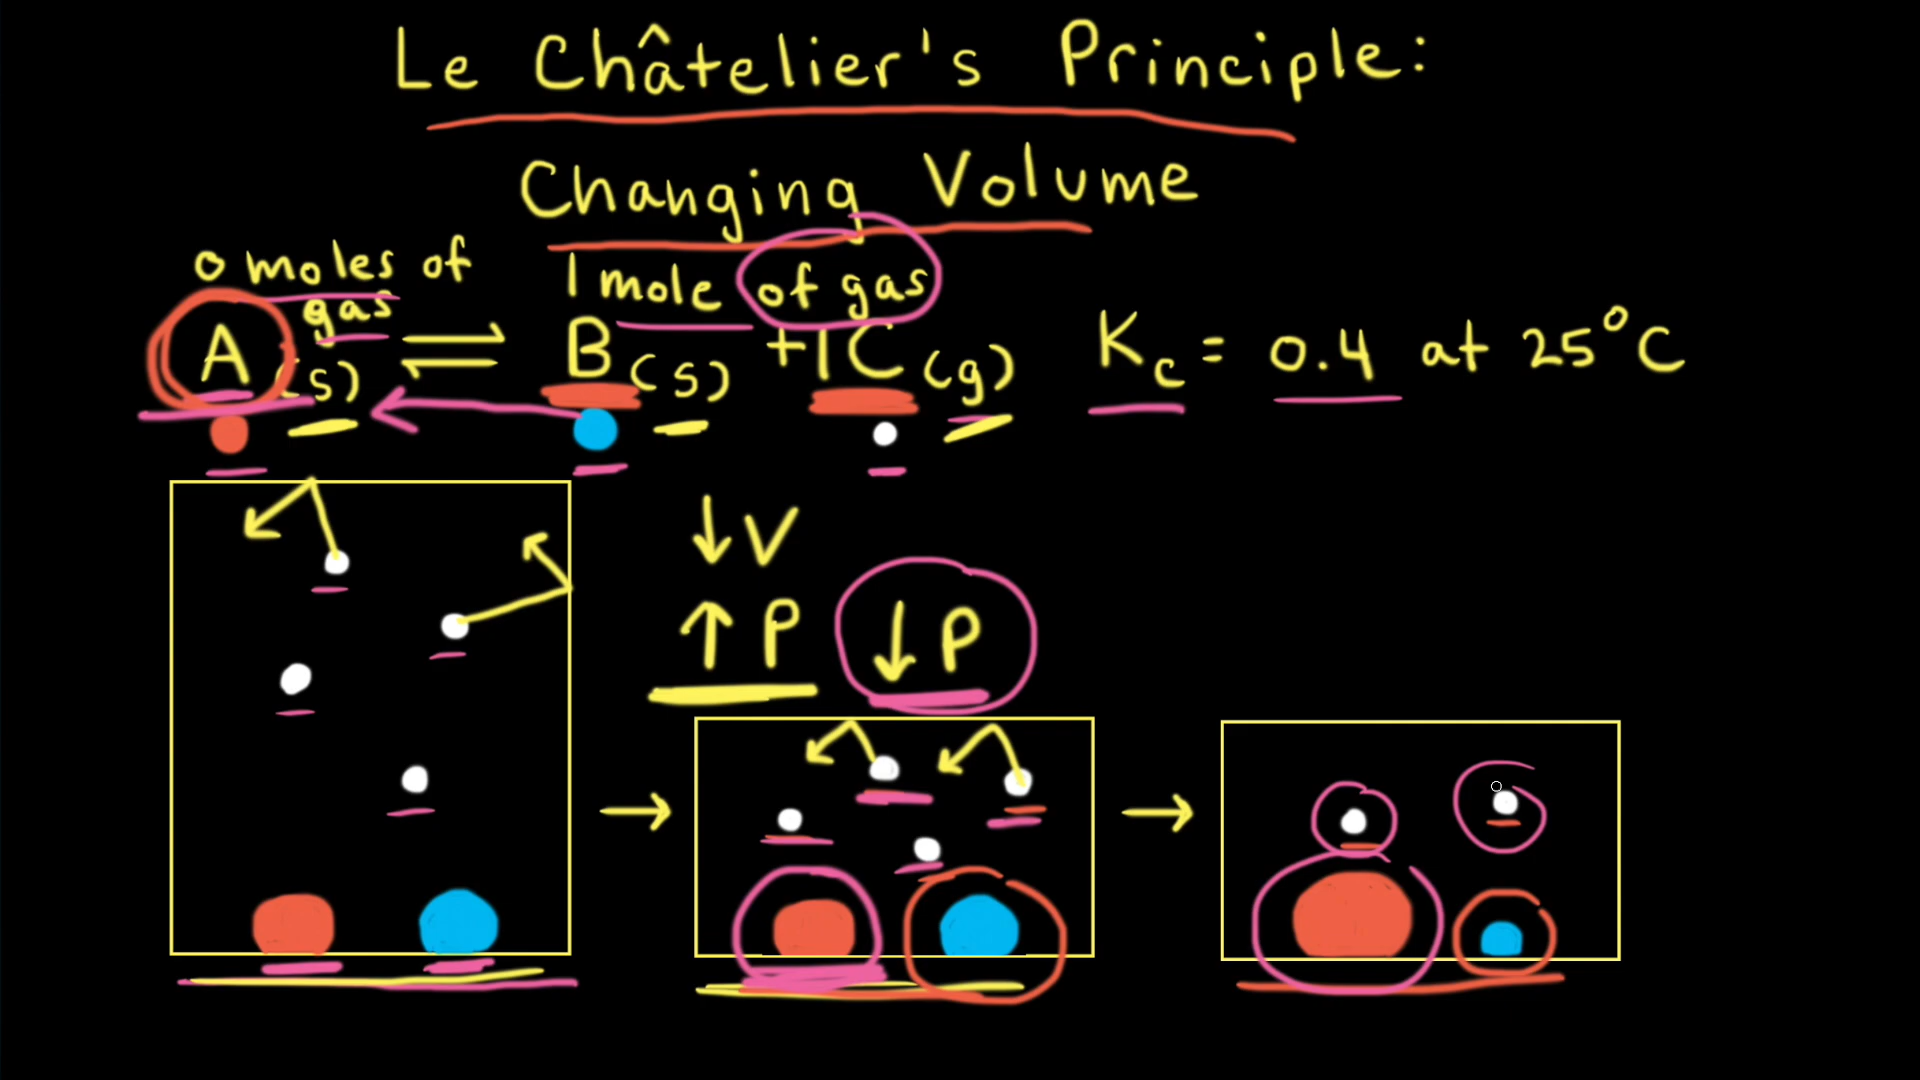 Le Châtelier's Principle:
Changing Volume
0 moles of gas
1 mole of gas
A(s) ⇌ B(s) + 1C(g)
Kc = 0.4 at 25°C
↓V
↑P ↓P